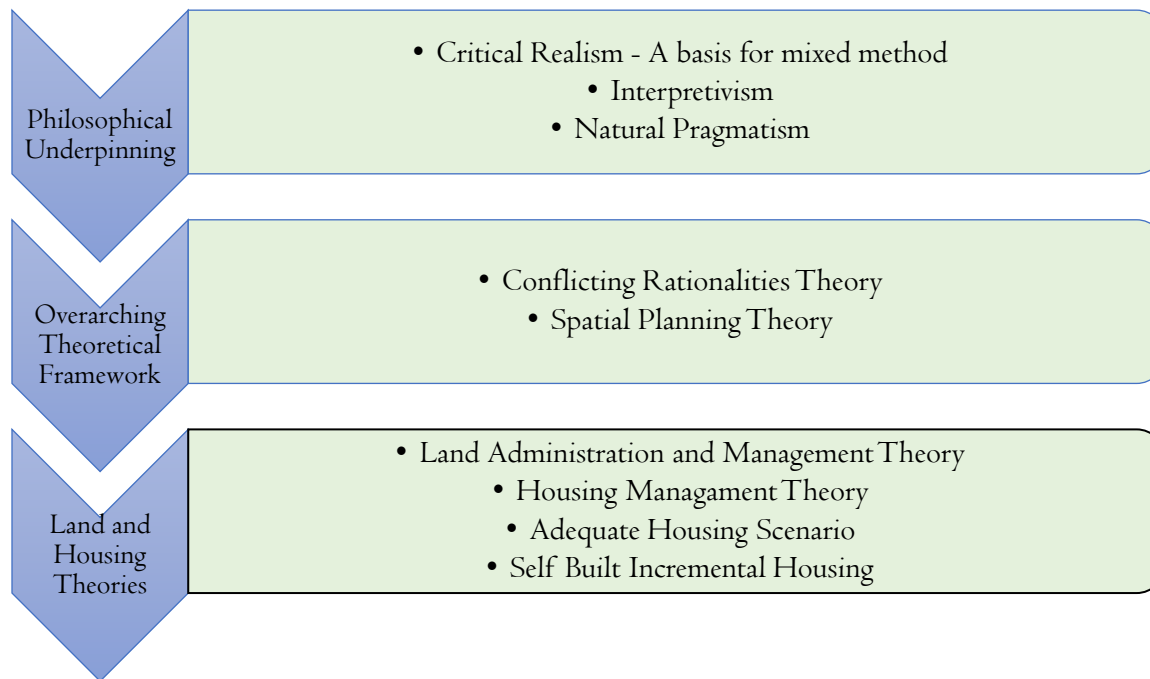 Philosophical
Underpinning
• Critical Realism - A basis for mixed method
• Interpretivism
• Natural Pragmatism
Overarching
Theoretical
Framework
• Conflicting Rationalities Theory
• Spatial Planning Theory
Land and
Housing
Theories
• Land Administration and Management Theory
• Housing Managament Theory
• Adequate Housing Scenario
• Self Built Incremental Housing